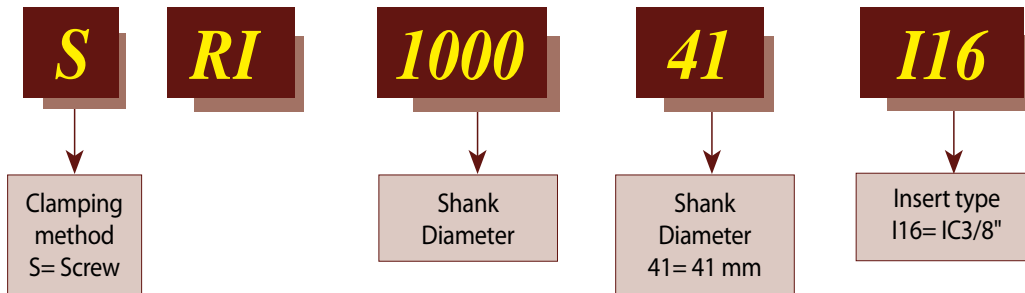 S RI 1000 41 I16
Clamping
method
S= Screw
Shank
Diameter
Shank
Diameter
41= 41 mm
Insert type
I16= IC3/8"